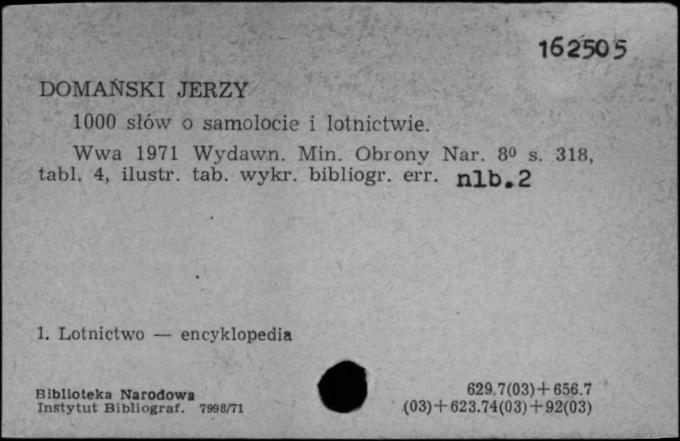 162505
DOMAŃSKI JERZY
1000 słów o samolocie i lotnictwie.
Wwa 1971 Wydawn. Min. Obrony Nar. 8⁰ s. 318,
tabl. 4, ilustr. tab. wykr. bibliogr. err. nlb.2
1. Lotnictwo — encyklopedia
Biblioteka Narodowa
Instytut Bibliograf. 7998/71
629.7(03)+656.7
(03)+623.74(03)+92(03)